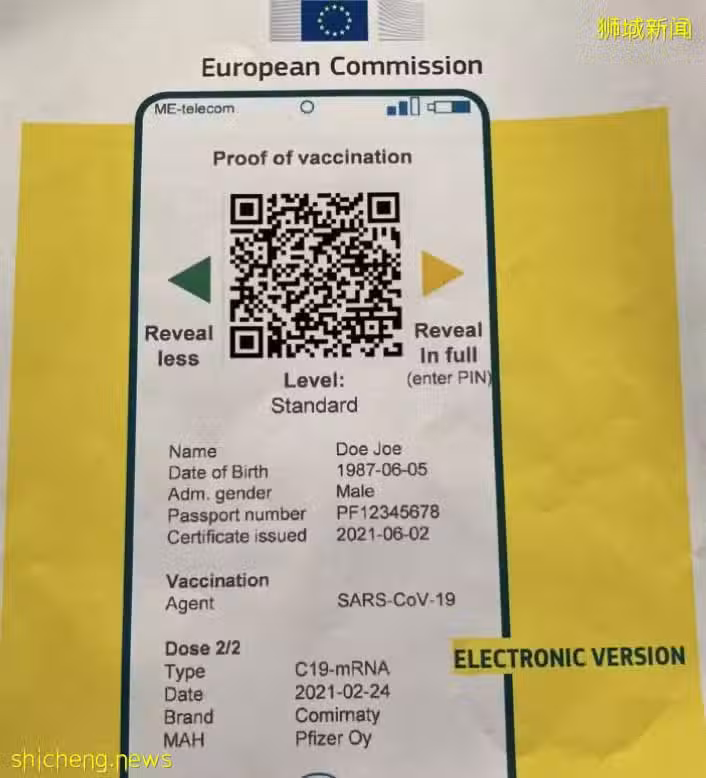 狮城新闻
European Commission
ME-telecom
Proof of vaccination
Reveal less
Reveal In full
(enter PIN)
Level:
Standard
Name Doe Joe
Date of Birth 1987-06-05
Adm. gender Male
Passport number PF12345678
Certificate issued 2021-06-02
Vaccination
Agent SARS-CoV-19
Dose 2/2
Type C19-mRNA
Date 2021-02-24
Brand Comirnaty
MAH Pfizer Oy
ELECTRONIC VERSION
shicheng.news